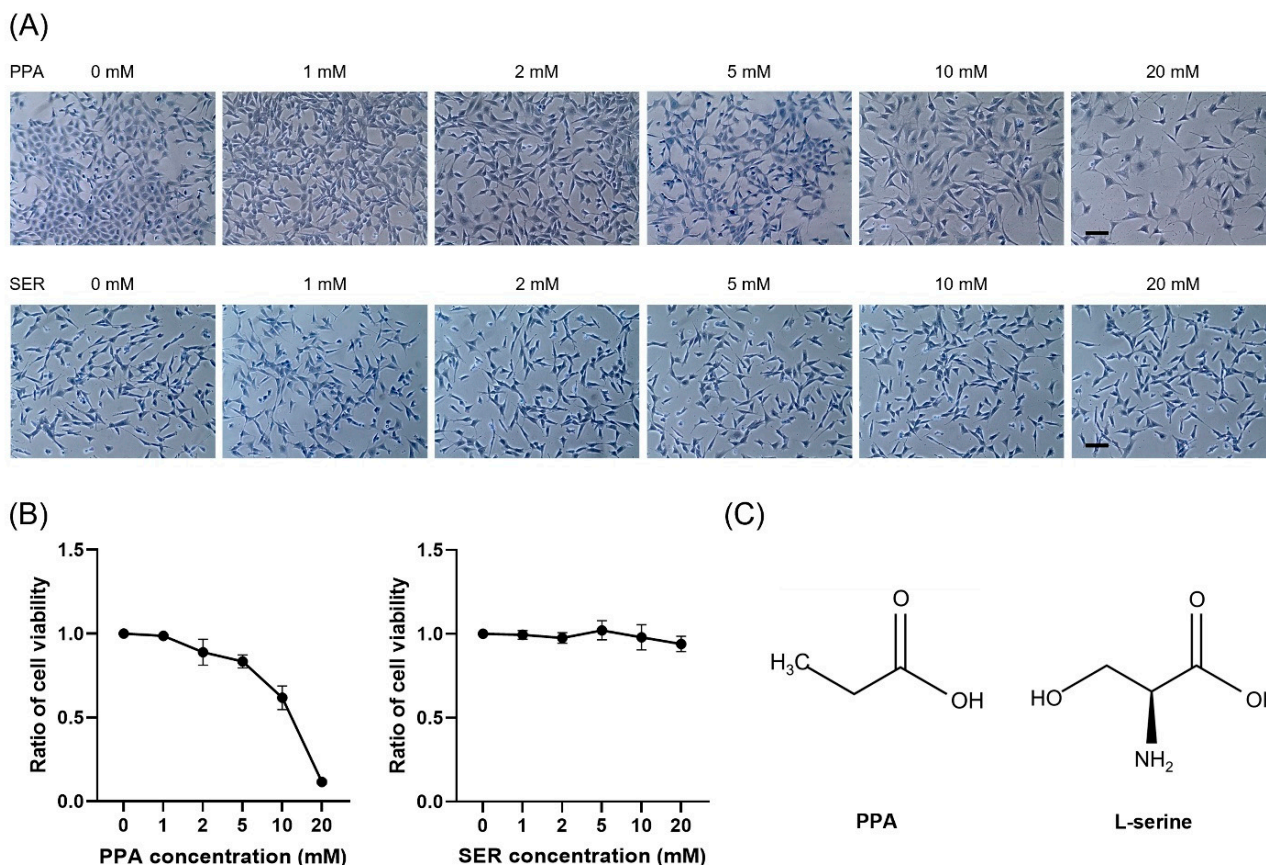 (A)
PPA 0 mM 1 mM 2 mM 5 mM 10 mM 20 mM
SER 0 mM 1 mM 2 mM 5 mM 10 mM 20 mM
(B)
1.5
1.0
0.5
0.0
Ratio of cell viability
0 1 2 5 10 20
PPA concentration (mM)
1.5
1.0
0.5
0.0
Ratio of cell viability
0 1 2 5 10 20
SER concentration (mM)
(C)
O
H3C
OH
PPA
O
HO
NH2
L-serine